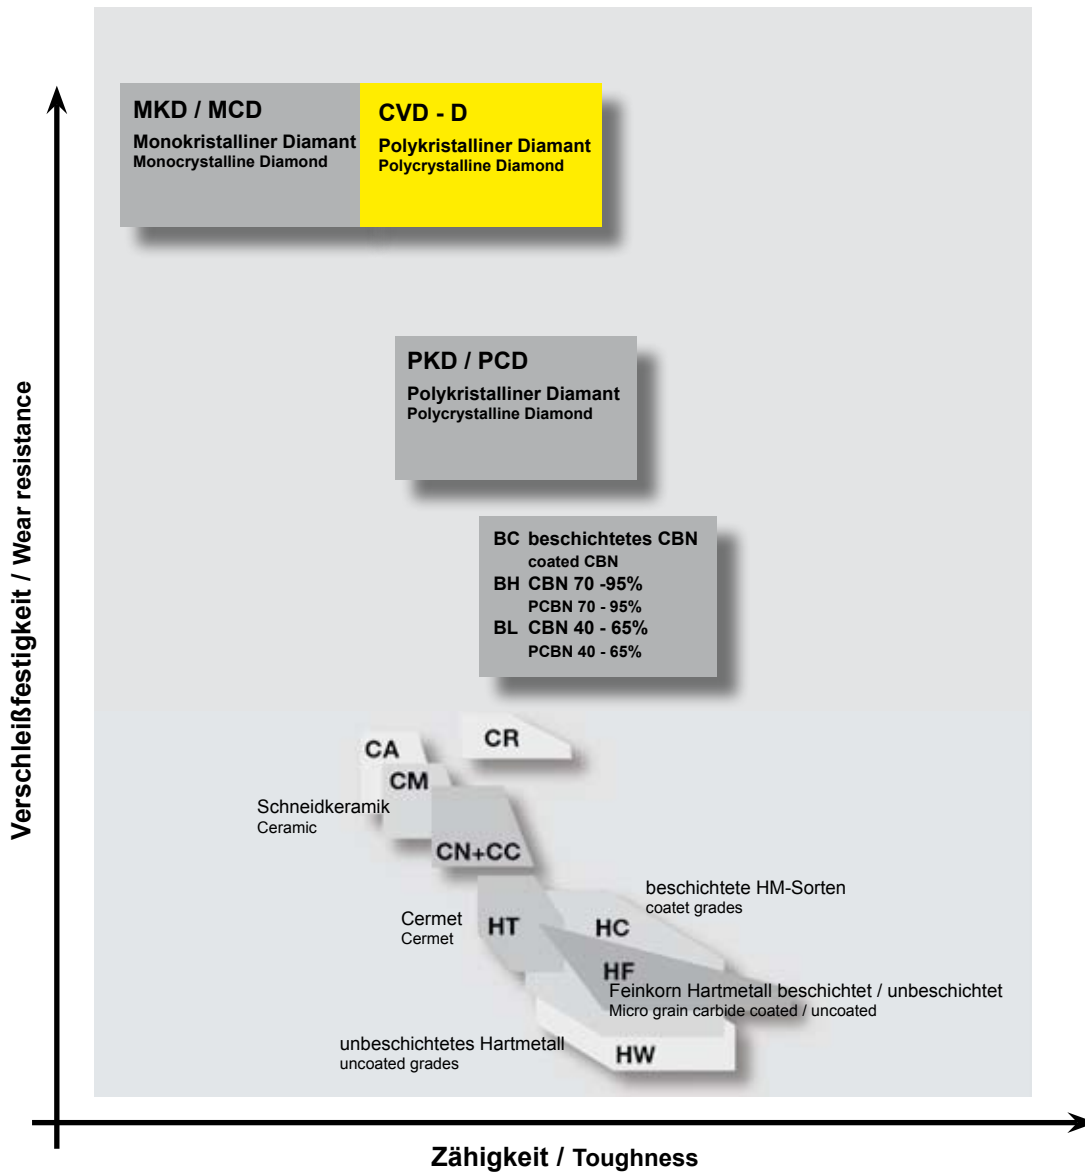 MKD / MCD
Monokristalliner Diamant
Monocrystalline Diamond
CVD - D
Polykristalliner Diamant
Polycrystalline Diamond
PKD / PCD
Polykristalliner Diamant
Polycrystalline Diamond
BC beschichtetes CBN
coated CBN
BH CBN 70 -95%
PCBN 70 - 95%
BL CBN 40 - 65%
PCBN 40 - 65%
CA
CR
CM
Schneidkeramik
Ceramic
CN+CC
beschichtete HM-Sorten
coatet grades
Cermet
Cermet
HT
HC
HF
Feinkorn Hartmetall beschichtet / unbeschichtet
Micro grain carbide coated / uncoated
unbeschichtetes Hartmetall
uncoated grades
HW
Verschleißfestigkeit / Wear resistance
Zähigkeit / Toughness